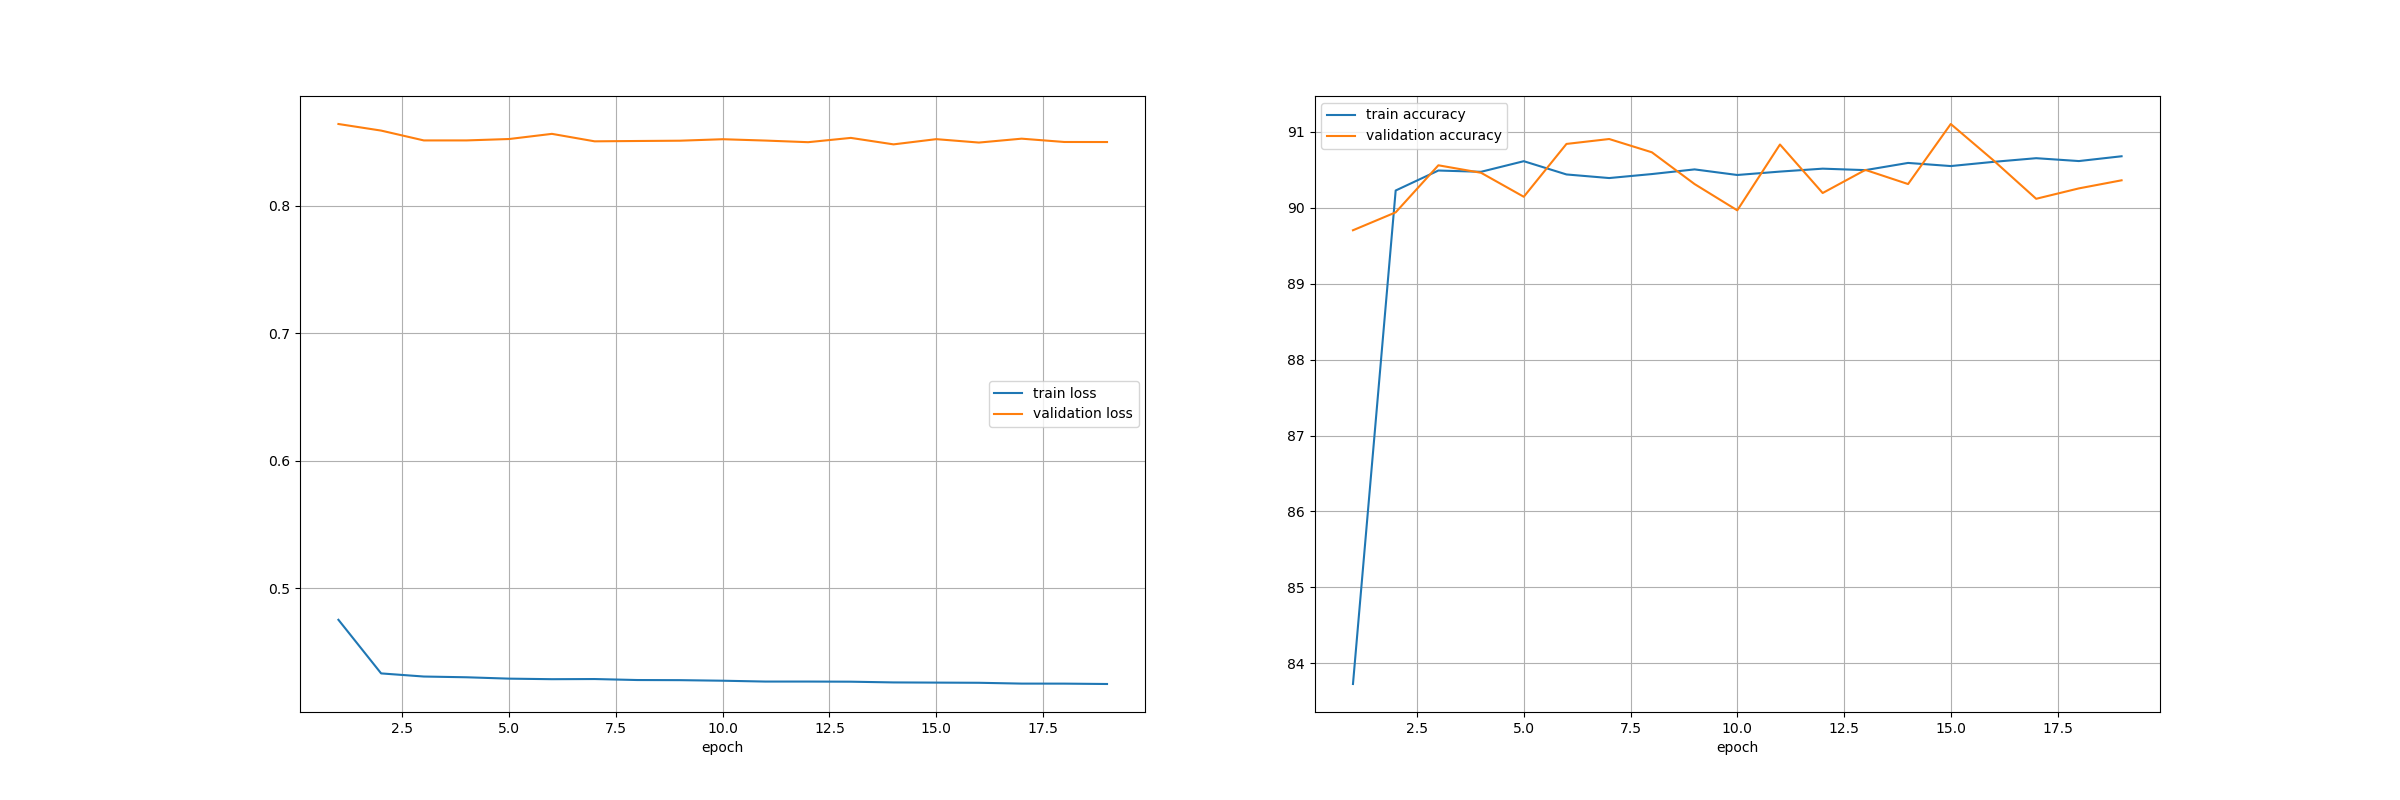 0.8
0.7
0.6
0.5
2.5 5.0 7.5 10.0 12.5 15.0 17.5
epoch
train loss
validation loss
train accuracy
validation accuracy
91
90
89
88
87
86
85
84
2.5 5.0 7.5 10.0 12.5 15.0 17.5
epoch